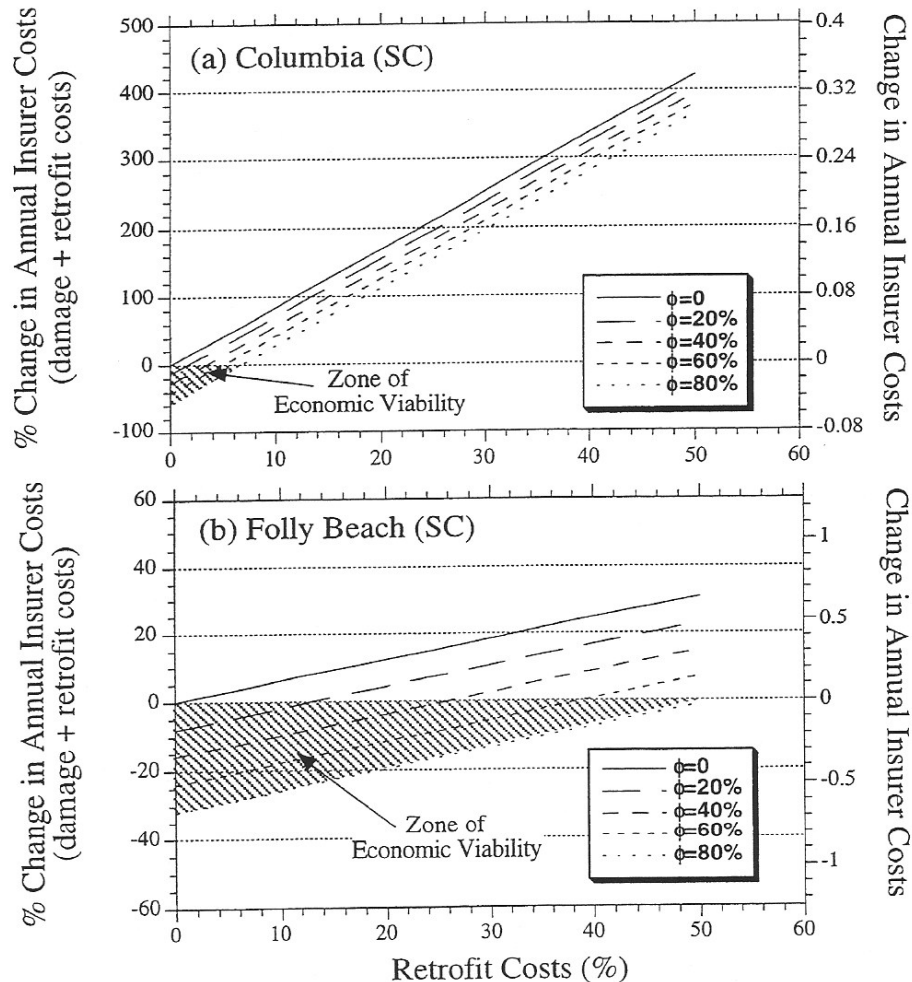 500
400
300
200
100
0
-100
% Change in Annual Insurer Costs
(damage + retrofit costs)
(a) Columbia (SC)
Zone of
Economic Viability
ϕ=0
ϕ=20%
ϕ=40%
ϕ=60%
ϕ=80%
0.4
0.32
0.24
0.16
0.08
0
-0.08
Change in Annual Insurer Costs
0 10 20 30 40 50 60
60
40
20
0
-20
-40
-60
% Change in Annual Insurer Costs
(damage + retrofit costs)
(b) Folly Beach (SC)
Zone of
Economic Viability
ϕ=0
ϕ=20%
ϕ=40%
ϕ=60%
ϕ=80%
1
0.5
0
-0.5
-1
Change in Annual Insurer Costs
0 10 20 30 40 50 60
Retrofit Costs (%)